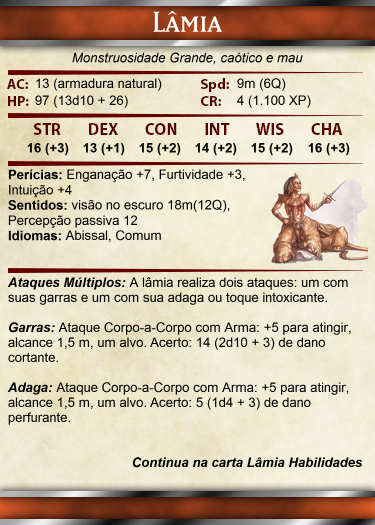 LÂMIA
Monstruosidade Grande, caótico e mau
AC: 13 (armadura natural) Spd: 9m (6Q)
HP: 97 (13d10 + 26) CR: 4 (1.100 XP)
STR DEX CON INT WIS CHA
16 (+3) 13 (+1) 15 (+2) 14 (+2) 15 (+2) 16 (+3)
Perícias: Enganação +7, Furtividade +3,
Intuição +4
Sentidos: visão no escuro 18m(12Q),
Percepção passiva 12
Idiomas: Abissal, Comum
Ataques Múltiplos: A lâmia realiza dois ataques: um com
suas garras e um com sua adaga ou toque intoxicante.
Garras: Ataque Corpo-a-Corpo com Arma: +5 para atingir,
alcance 1,5 m, um alvo. Acerto: 14 (2d10 + 3) de dano
cortante.
Adaga: Ataque Corpo-a-Corpo com Arma: +5 para atingir,
alcance 1,5 m, um alvo. Acerto: 5 (1d4 + 3) de dano
perfurante.
Continua na carta Lâmia Habilidades